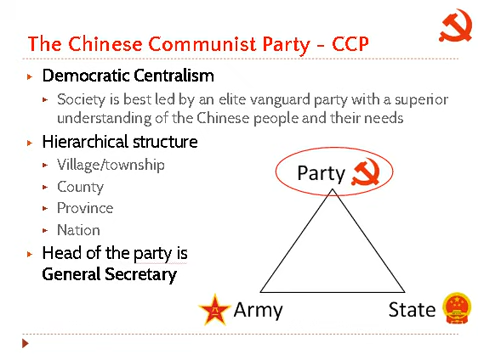 The Chinese Communist Party – CCP
Democratic Centralism
Society is best led by an elite vanguard party with a superior
understanding of the Chinese people and their needs
Hierarchical structure
Village/township
County
Province
Nation
Head of the party is
General Secretary
Party
Army
State